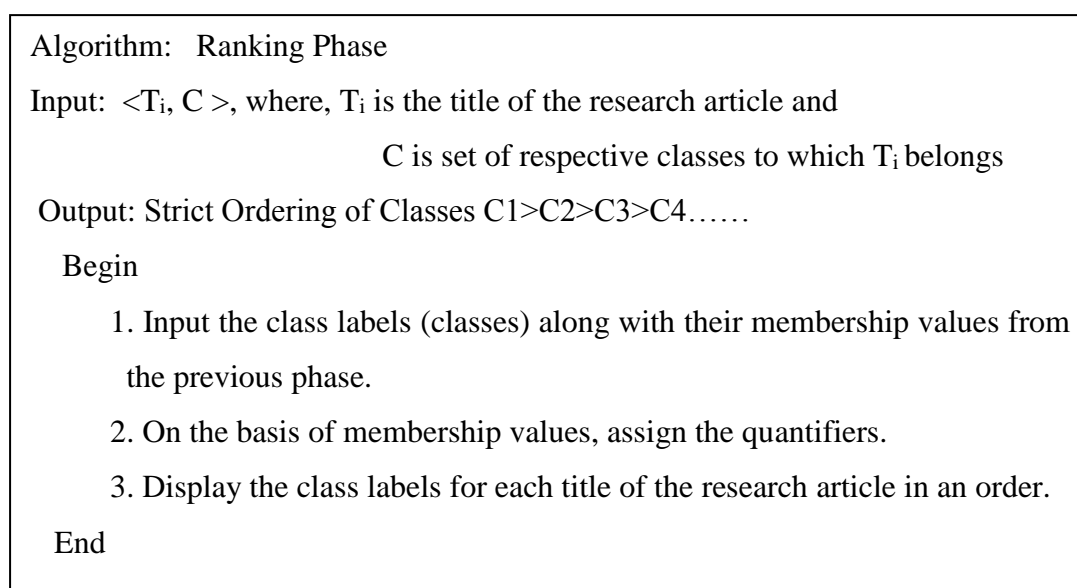 Algorithm: Ranking Phase
Input: <Ti, C >, where, Ti is the title of the research article and
C is set of respective classes to which Ti belongs
Output: Strict Ordering of Classes C1>C2>C3>C4……
Begin
1. Input the class labels (classes) along with their membership values from
the previous phase.
2. On the basis of membership values, assign the quantifiers.
3. Display the class labels for each title of the research article in an order.
End